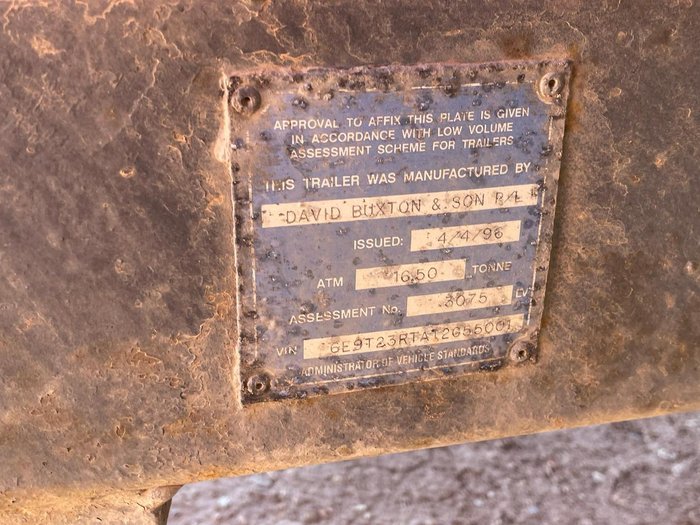 APPROVAL TO AFFIX THIS PLATE IS GIVEN
IN ACCORDANCE WITH LOW VOLUME
ASSESSMENT SCHEME FOR TRAILERS
THIS TRAILER WAS MANUFACTURED BY
DAVID BUXTON & SON P/L
ISSUED: 4/4/96
ATM 16.50 TONNE
ASSESSMENT No. 3075 LV
VIN
ADMINISTRATOR OF VEHICLE STANDARDS